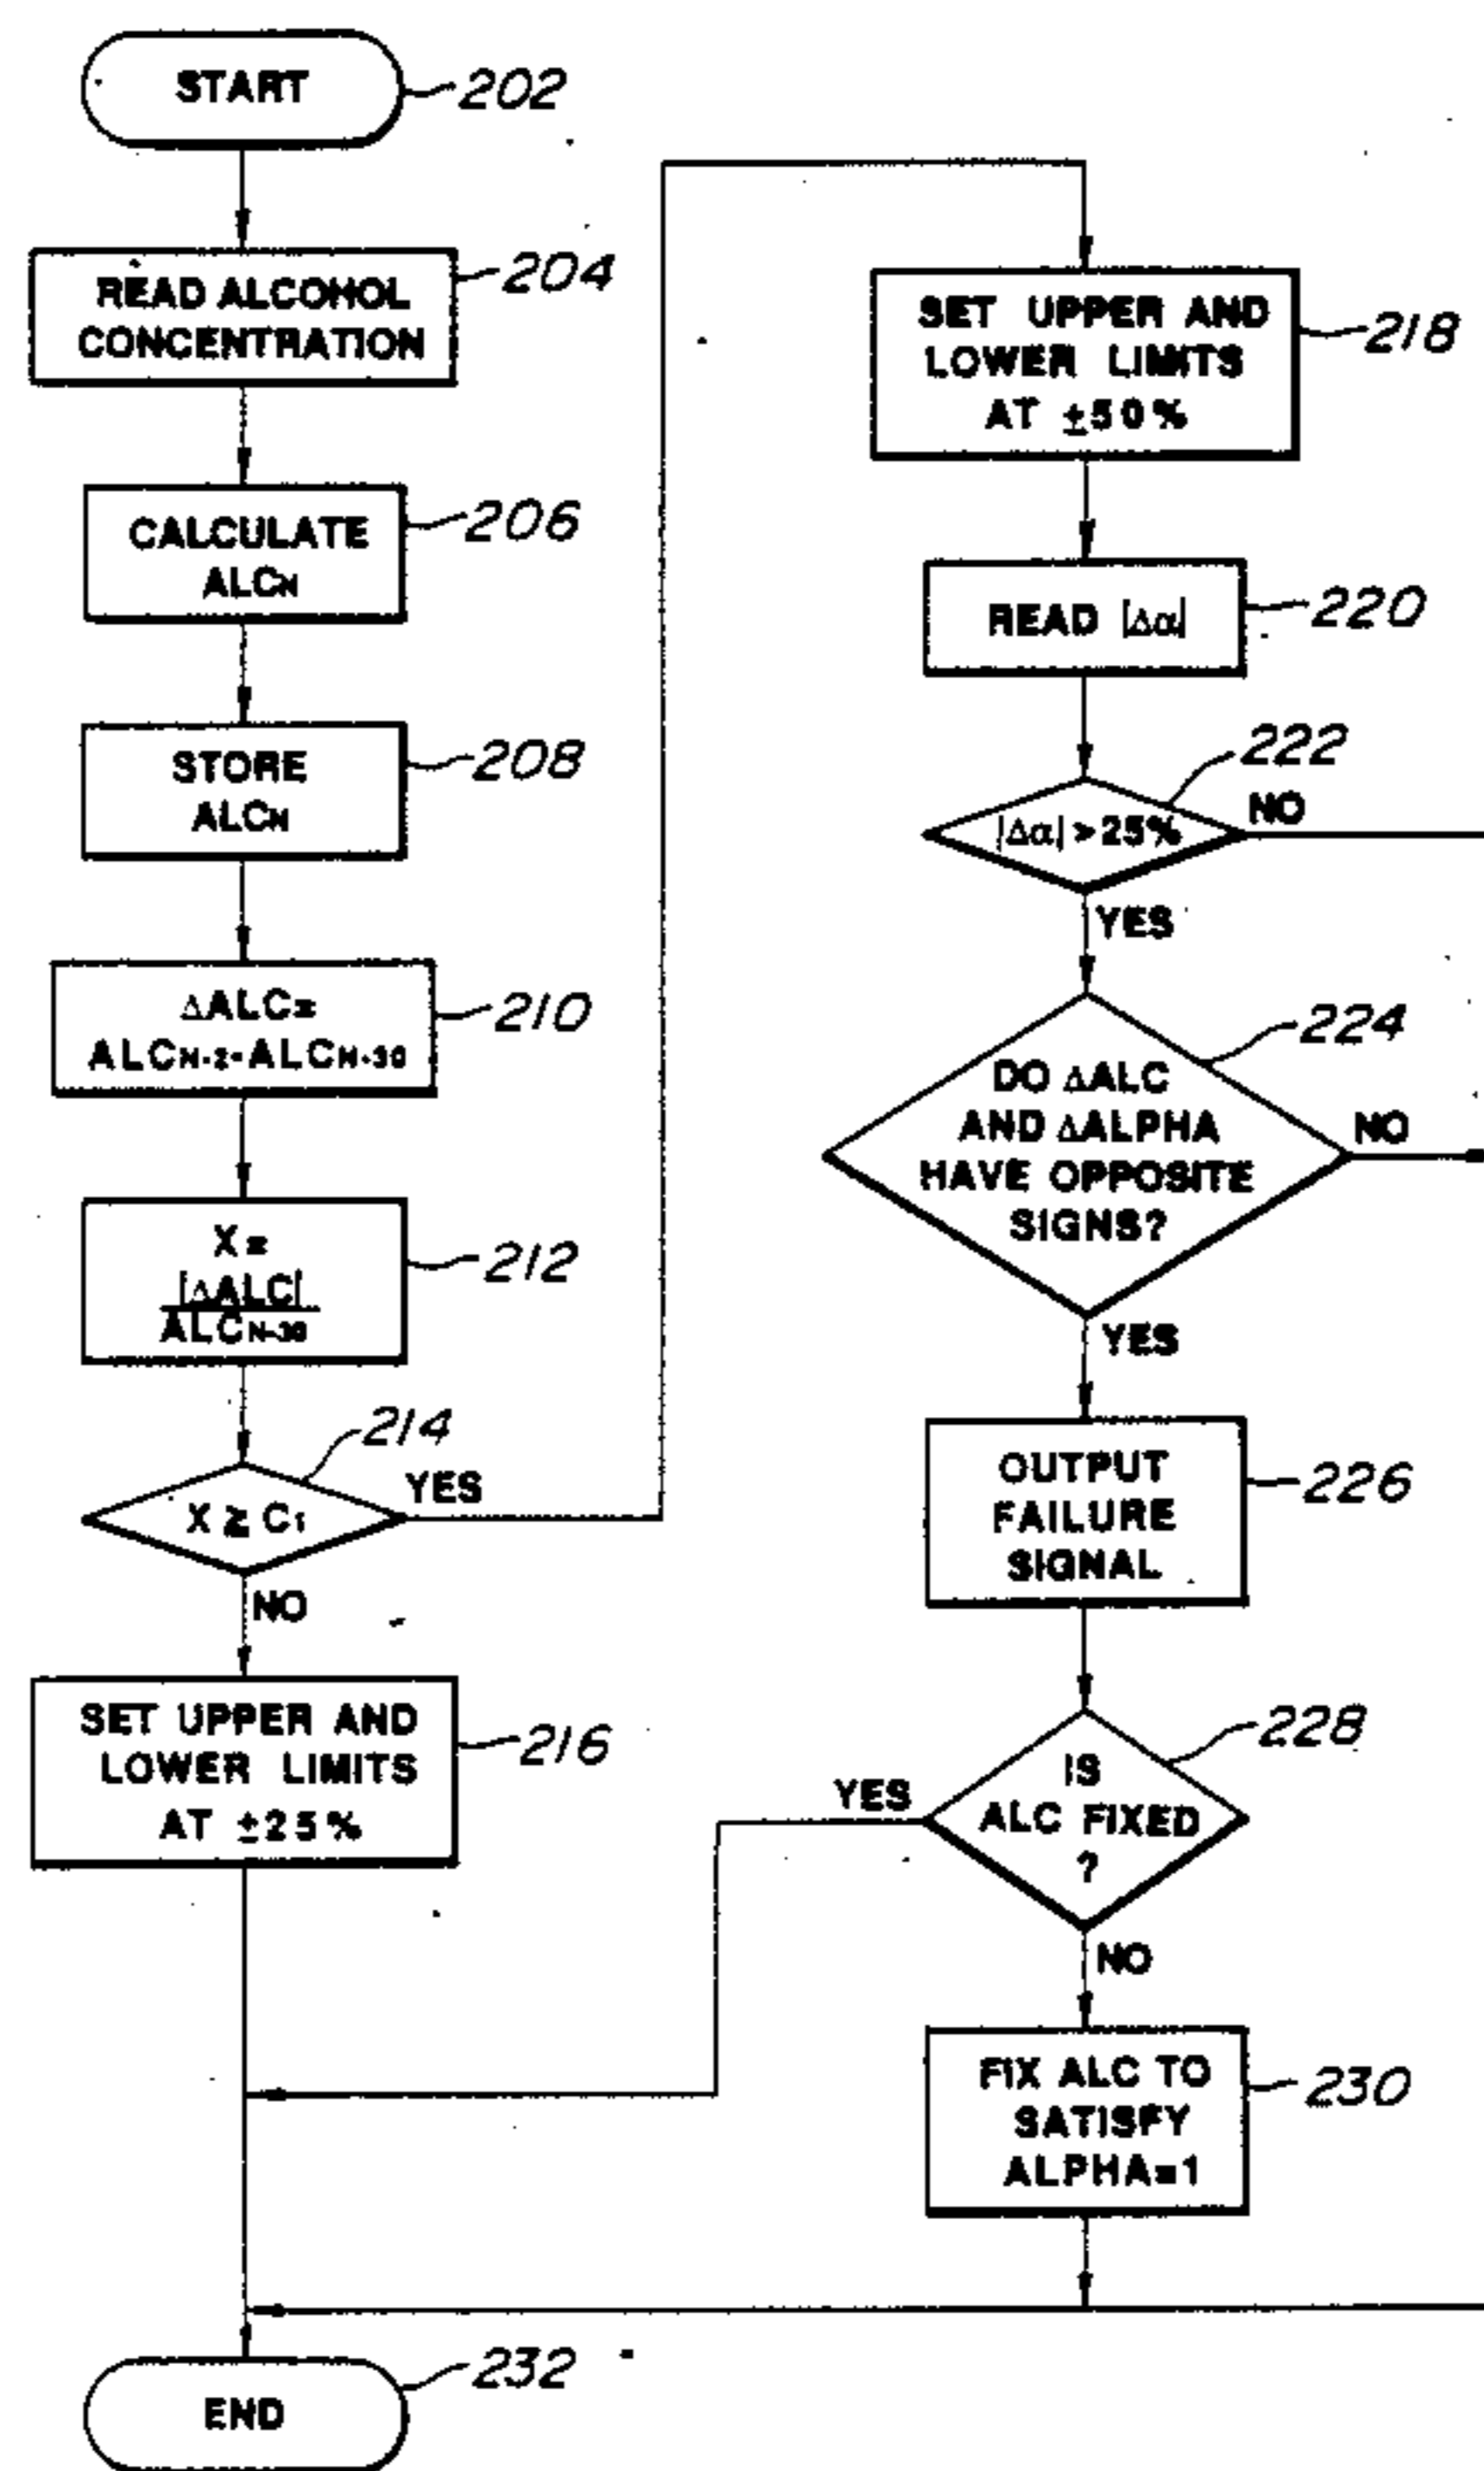 START
202
READ ALCOHOL
CONCENTRATION
204
CALCULATE
ALCN
206
STORE
ALCN
208
ΔALC=
ALCN-2-ALCN-30
210
X=
|ΔALC|
ALCN-30
212
214
X ≧ C1
YES
NO
SET UPPER AND
LOWER LIMITS
AT ±25%
216
SET UPPER AND
LOWER LIMITS
AT ±50%
218
READ |Δα|
220
222
|Δα|>25%
NO
YES
224
DO ΔALC
AND ΔALPHA
HAVE OPPOSITE
SIGNS?
NO
YES
OUTPUT
FAILURE
SIGNAL
226
228
IS
ALC FIXED
?
YES
NO
FIX ALC TO
SATISFY
ALPHA=1
230
END
232